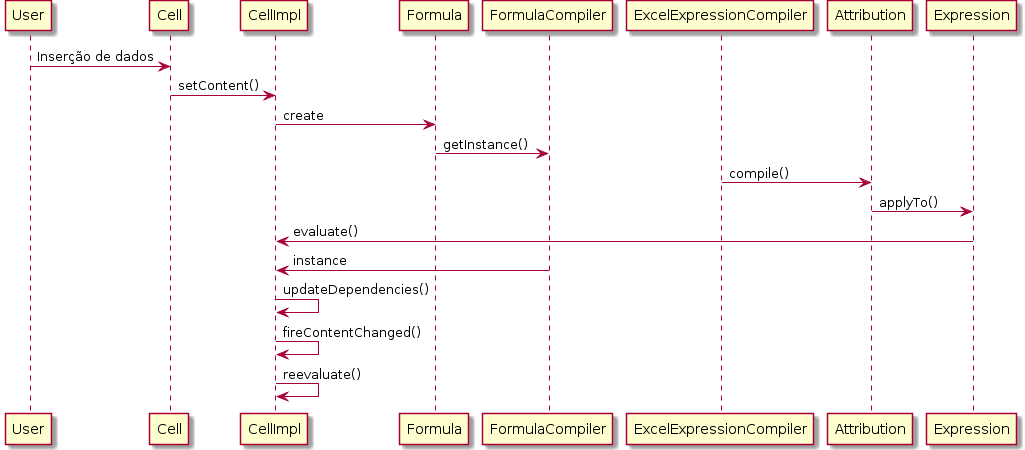 User Cell CellImpl Formula FormulaCompiler ExcelExpressionCompiler Attribution Expression
Inserção de dados
setContent()
create
getInstance()
compile()
applyTo()
evaluate()
instance
updateDependencies()
fireContentChanged()
reevaluate()
User Cell CellImpl Formula FormulaCompiler ExcelExpressionCompiler Attribution Expression